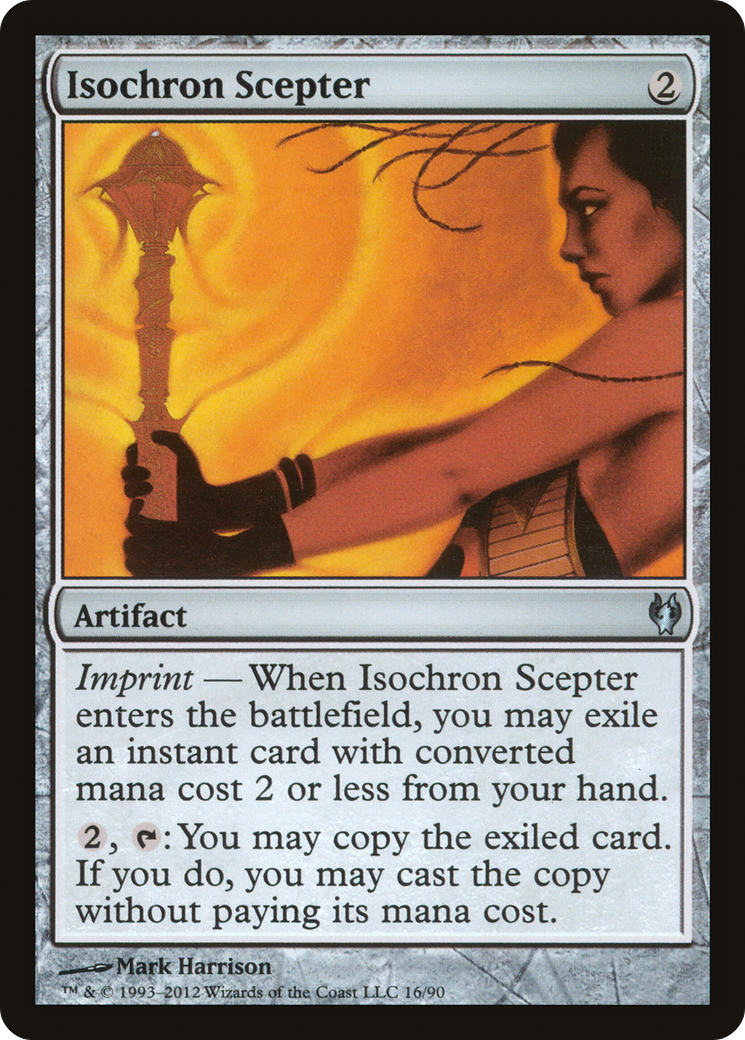 Isochron Scepter 2
Artifact
Imprint — When Isochron Scepter
enters the battlefield, you may exile
an instant card with converted
mana cost 2 or less from your hand.
2, : You may copy the exiled card.
If you do, you may cast the copy
without paying its mana cost.
Mark Harrison
™ & © 1993–2012 Wizards of the Coast LLC 16/90